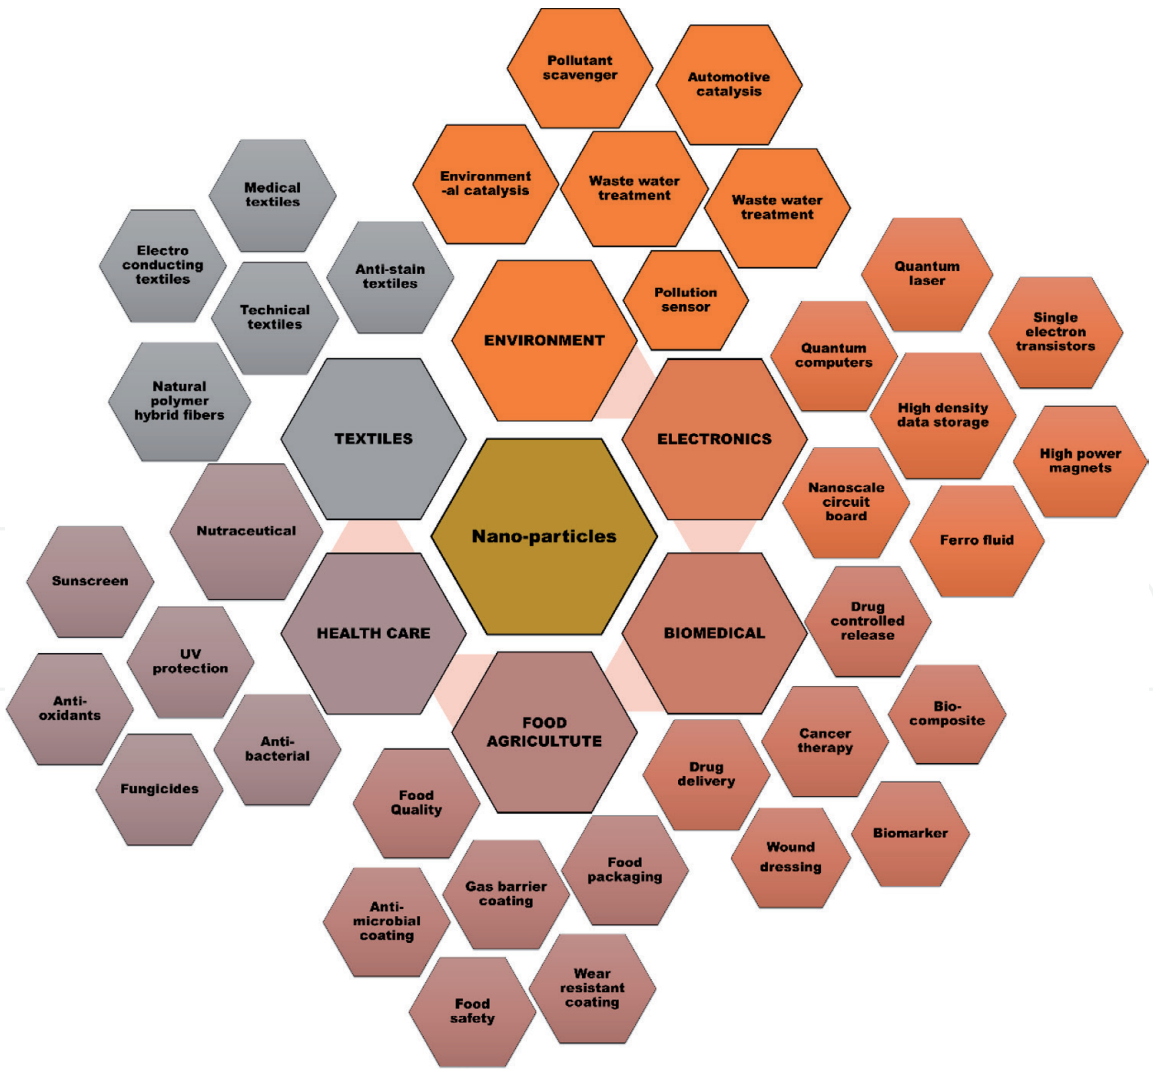 Pollutant
scavenger
Automotive
catalysis
Environment
-al catalysis
Waste water
treatment
Waste water
treatment
Pollution
sensor
ENVIRONMENT
Medical
textiles
Electro
conducting
textiles
Anti-stain
textiles
Technical
textiles
Natural
polymer
hybrid fibers
TEXTILES
Quantum
laser
Single
electron
transistors
Quantum
computers
High density
data storage
High power
magnets
Nanoscale
circuit
board
Ferro fluid
ELECTRONICS
Nano-particles
Nutraceutical
Sunscreen
UV
protection
Anti-
oxidants
Anti-
bacterial
Fungicides
HEALTH CARE
BIOMEDICAL
Drug
controlled
release
Bio-
composite
Cancer
therapy
Drug
delivery
Biomarker
Wound
dressing
FOOD
AGRICULTUTE
Food
Quality
Food
packaging
Gas barrier
coating
Anti-
microbial
coating
Wear
resistant
coating
Food
safety